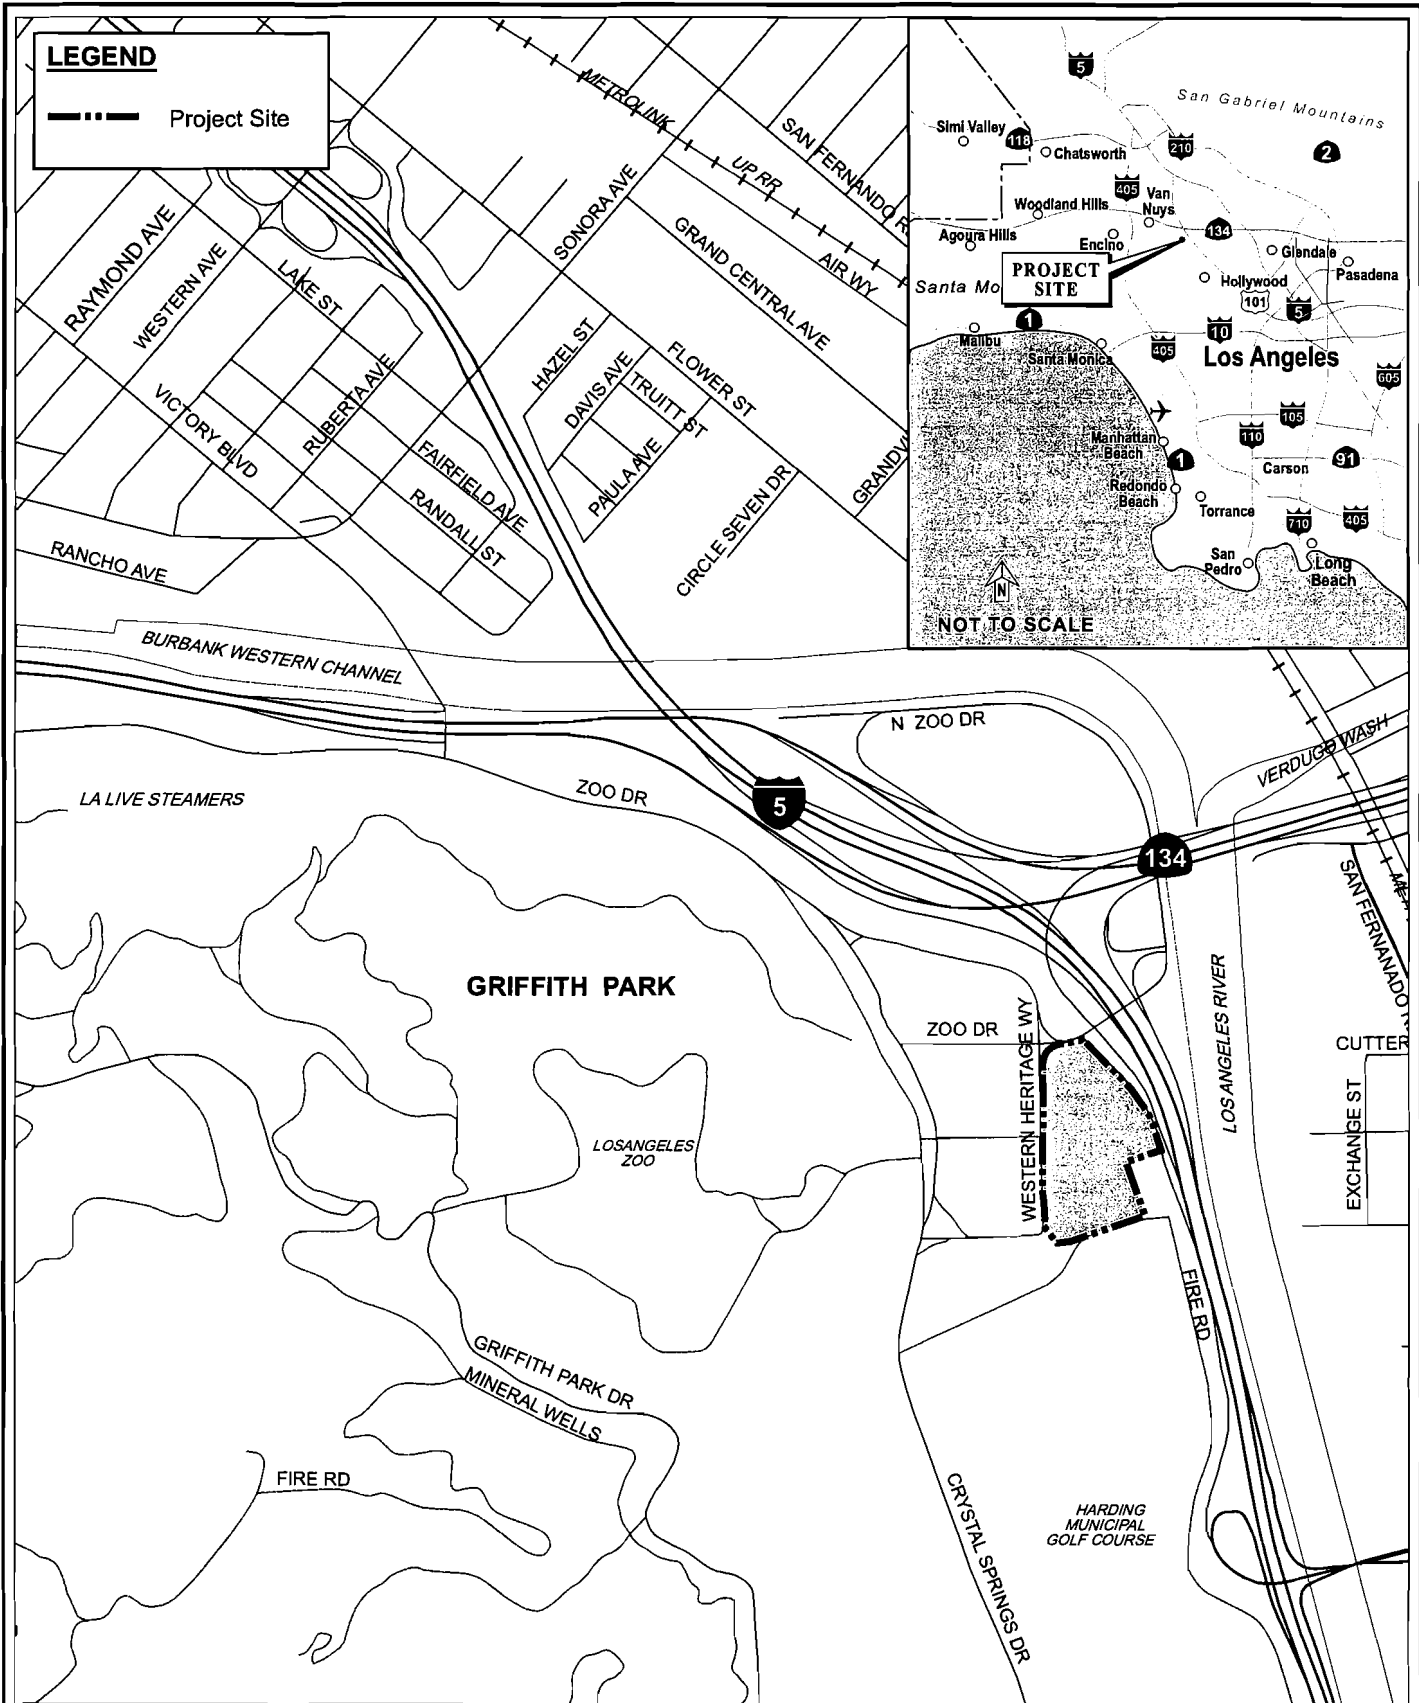 LEGEND
Project Site
METROLINK
UPRR
SAN FERNANDO R
SONORA AVE
AIR WY
GRAND CENTRAL AVE
RAYMOND AVE
WESTERN AVE
LAKE ST
HAZEL ST
DAVIS AVE
TRUITT ST
FLOWER ST
RUBERTA AVE
VICTORY BLVD
PAULA AVE
FAIRFIELD AVE
RANDALL ST
CIRCLE SEVEN DR
GRANDV
RANCHO AVE
BURBANK WESTERN CHANNEL
5
San Gabriel Mountains
Simi Valley
118
Chatsworth
210
2
405
Van
Nuys
Woodland Hills
134
Agoura Hills
Encino
Glendale
Pasadena
PROJECT
SITE
Santa Mo
Hollywood
101
5
1
Malibu
Santa Monica
405
10
Los Angeles
605
105
110
Manhattan
Beach
1
Carson
91
Redondo
Beach
Torrance
710
405
San
Pedro
Long
Beach
N
NOT TO SCALE
N ZOO DR
VERDUGO WASH
ZOO DR
LA LIVE STEAMERS
5
134
MET
SAN FERNANADO R
GRIFFITH PARK
LOS ANGELES RIVER
ZOO DR
WESTERN HERITAGE WY
CUTTER
EXCHANGE ST
LOSANGELES
ZOO
FIRE RD
GRIFFITH PARK DR
MINERAL WELLS
FIRE RD
CRYSTAL SPRINGS DR
HARDING
MUNICIPAL
GOLF COURSE